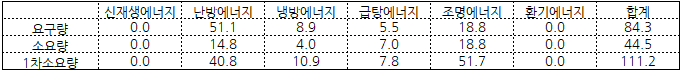 신재생에너지 난방에너지 냉방에너지 급탕에너지 조명에너지 환기에너지 합계
요구량 0.0 51.1 8.9 5.5 18.8 0.0 84.3
소요량 0.0 14.8 4.0 7.0 18.8 0.0 44.5
1차소요량 0.0 40.8 10.9 7.8 51.7 0.0 111.2